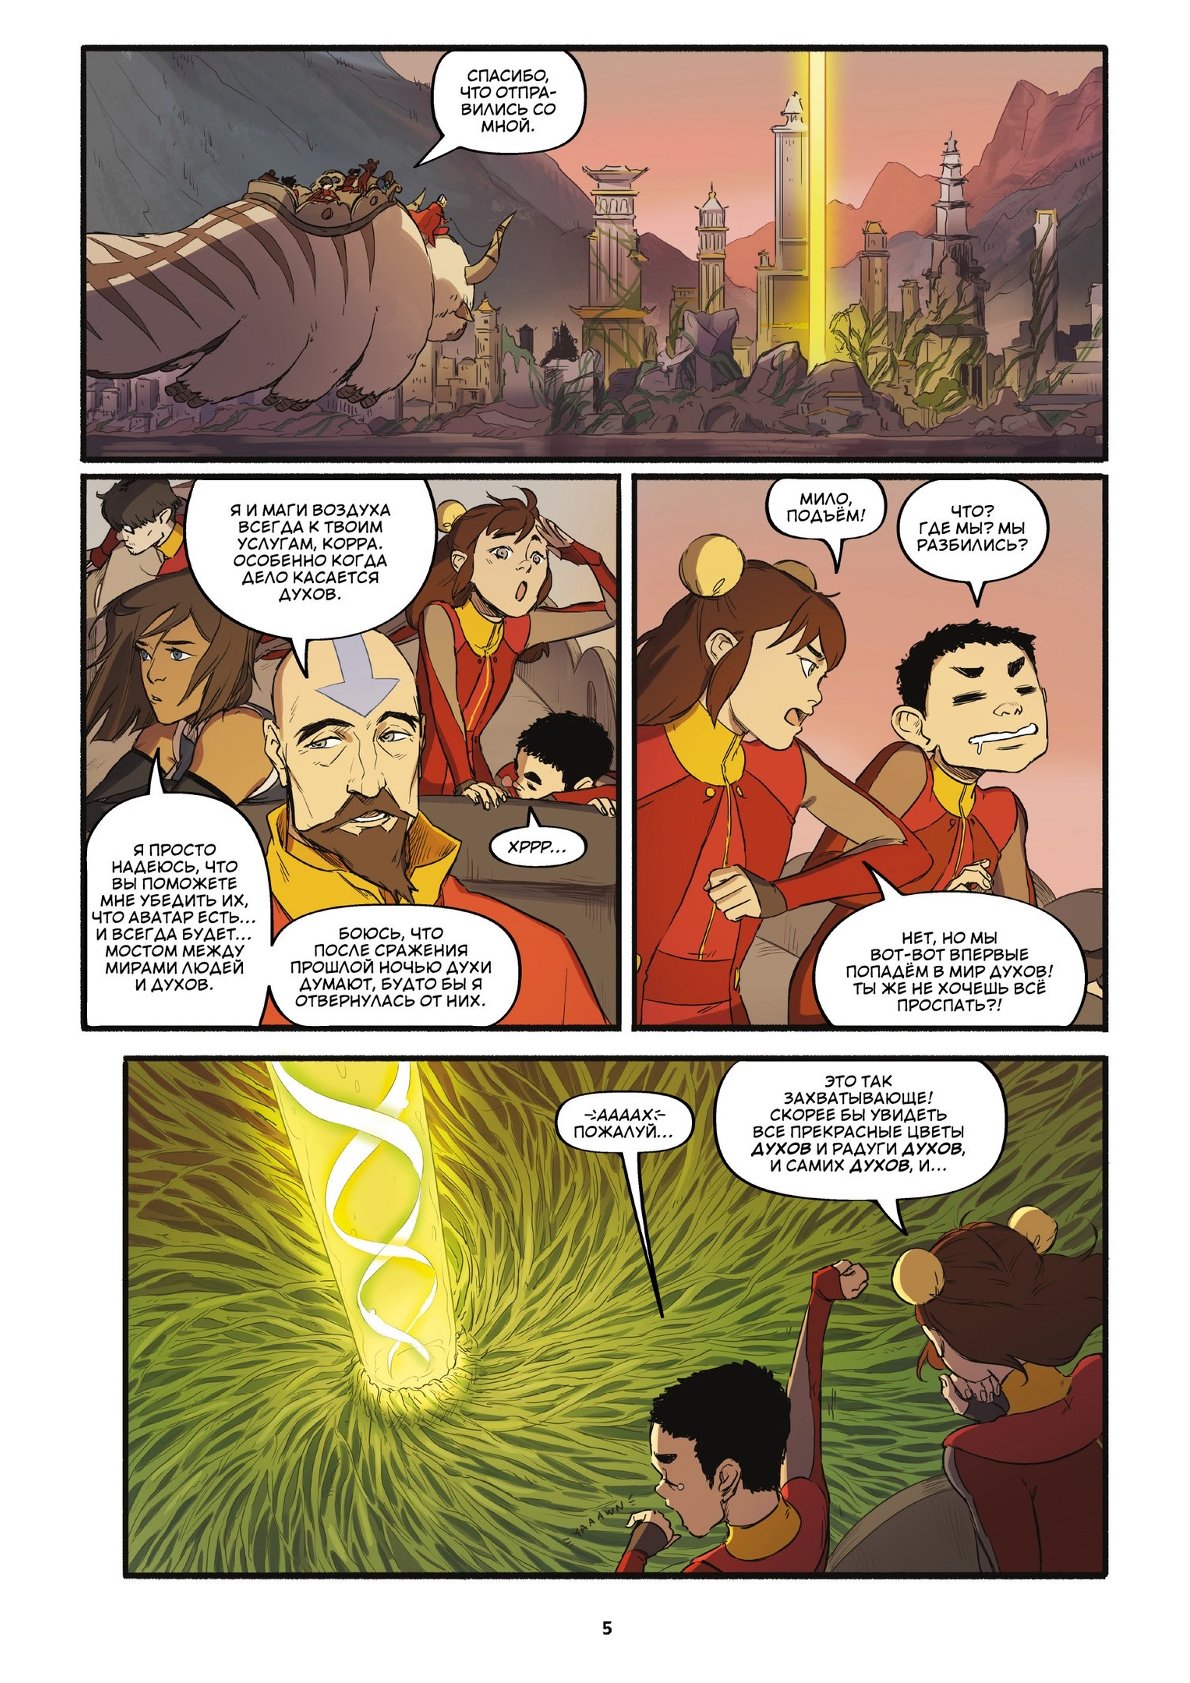 СПАСИБО,
ЧТО ОТПРА-
ВИЛИСЬ СО
МНОЙ.
Я И МАГИ ВОЗДУХА
ВСЕГДА К ТВОИМ
УСЛУГАМ, КОРРА.
ОСОБЕННО КОГДА
ДЕЛО КАСАЕТСЯ
ДУХОВ.
ХРРР...
БОЮСЬ, ЧТО
ПОСЛЕ СРАЖЕНИЯ
ПРОШЛОЙ НОЧЬЮ ДУХИ
ДУМАЮТ, БУДТО БЫ Я
ОТВЕРНУЛАСЬ ОТ НИХ.
Я ПРОСТО
НАДЕЮСЬ, ЧТО
ВЫ ПОМОЖЕТЕ
МНЕ УБЕДИТЬ ИХ,
ЧТО АВАТАР ЕСТЬ...
И ВСЕГДА БУДЕТ...
МОСТОМ МЕЖДУ
МИРАМИ ЛЮДЕЙ
И ДУХОВ.
МИЛО,
ПОДЪЁМ!
ЧТО?
ГДЕ МЫ? МЫ
РАЗБИЛИСЬ?
НЕТ, НО МЫ
ВОТ-ВОТ ВПЕРВЫЕ
ПОПАДЁМ В МИР ДУХОВ!
ТЫ ЖЕ НЕ ХОЧЕШЬ ВСЁ
ПРОСПАТЬ?!
ЭТО ТАК
ЗАХВАТЫВАЮЩЕ!
СКОРЕЕ БЫ УВИДЕТЬ
ВСЕ ПРЕКРАСНЫЕ ЦВЕТЫ
ДУХОВ И РАДУГИ ДУХОВ,
И САМИХ ДУХОВ, И...
ААААХ
ПОЖАЛУЙ...
YAAAWN
5